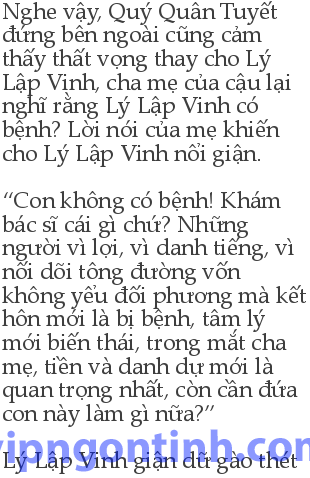 Nghe vậy, Quý Quân Tuyết
đứng bên ngoài cũng cảm
thấy thất vọng thay cho Lý
Lập Vinh, cha mẹ của cậu lại
nghĩ rằng Lý Lập Vinh có
bệnh? Lời nói của mẹ khiến
cho Lý Lập Vinh nổi giận.
“Con không có bệnh! Khám
bác sĩ cái gì chứ? Những
người vì lợi, vì danh tiếng, vì
nối dõi tông đường vốn
không yểu đối phương mà kết
hôn mới là bị bệnh, tâm lý
mới biến thái, trong mắt cha
mẹ, tiền và danh dự mới là
quan trọng nhất, còn cần đứa
con này làm gì nữa?”
vipngontinh.com
Lý Lập Vinh giận dữ gào thét